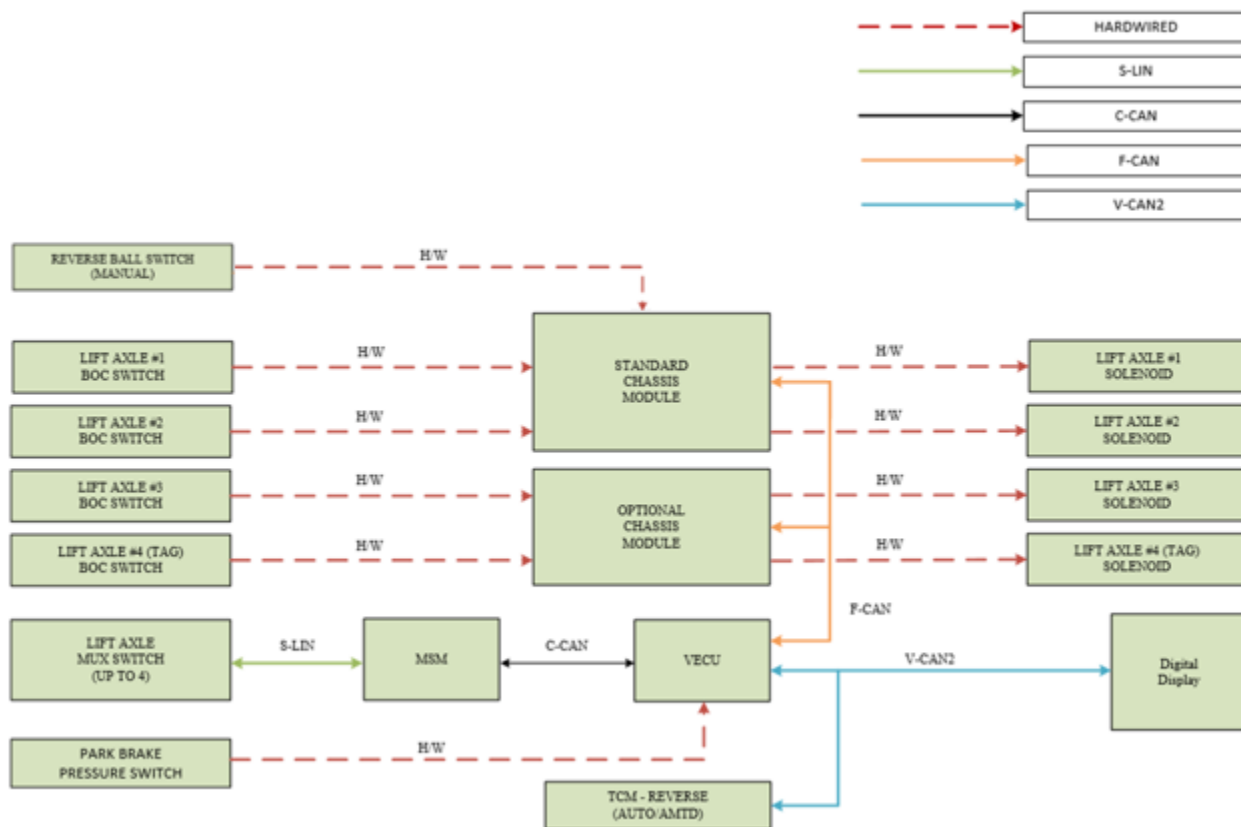 HARDWIRED
S-LIN
C-CAN
F-CAN
V-CAN2
REVERSE BALL SWITCH
(MANUAL)
H/W
LIFT AXLE #1
BOC SWITCH
H/W
STANDARD
CHASSIS
MODULE
H/W
LIFT AXLE #1
SOLENOID
LIFT AXLE #2
BOC SWITCH
H/W
H/W
LIFT AXLE #2
SOLENOID
LIFT AXLE #3
BOC SWITCH
H/W
OPTIONAL
CHASSIS
MODULE
H/W
LIFT AXLE #3
SOLENOID
LIFT AXLE #4 (TAG)
BOC SWITCH
H/W
H/W
LIFT AXLE #4 (TAG)
SOLENOID
F-CAN
LIFT AXLE
MUX SWITCH
(UP TO 4)
S-LIN
MSM
C-CAN
VECU
V-CAN2
Digital
Display
PARK BRAKE
PRESSURE SWITCH
H/W
TCM - REVERSE
(AUTO/AMTD)